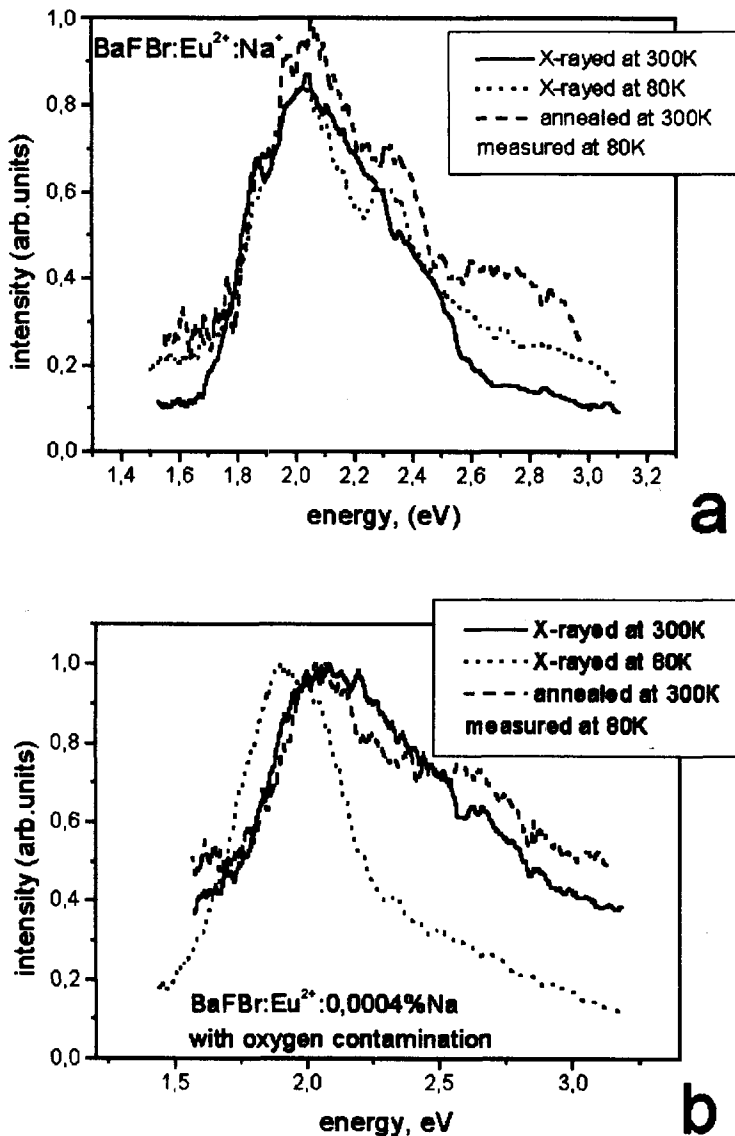 BaFBr:Eu²⁺:Na⁺
X-rayed at 300K
X-rayed at 80K
annealed at 300K
measured at 80K
intensity (arb.units)
1,0
0,8
0,6
0,4
0,2
0,0
1,4 1,6 1,8 2,0 2,2 2,4 2,6 2,8 3,0 3,2
energy, (eV)
a
X-rayed at 300K
X-rayed at 80K
annealed at 300K
measured at 80K
intensity (arb.units)
1,0
0,8
0,6
0,4
0,2
0,0
BaFBr:Eu²⁺:0,0004%Na
with oxygen contamination
1,5 2,0 2,5 3,0
energy, eV
b